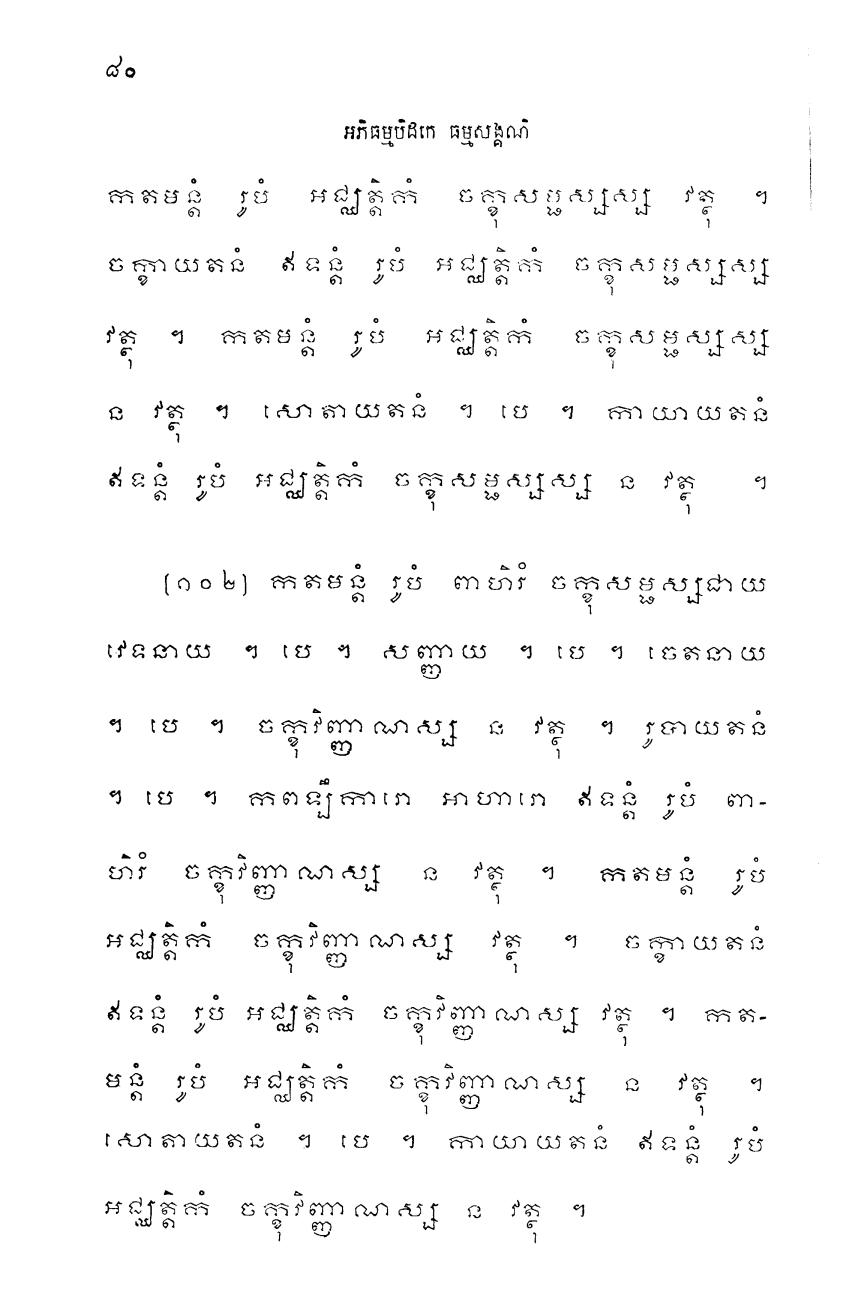 ៨០
អភិធម្មបិដកេ ធម្មសង្គណិ
កតមន្តំ រូបំ អជ្ឈត្តិកំ ចក្ខុសម្ផស្សស្ស វត្ថុ ។
ចក្ខាយតនំ ឥទន្តំ រូបំ អជ្ឈត្តិកំ ចក្ខុសម្ផស្សស្ស
វត្ថុ ។ កតមន្តំ រូបំ អជ្ឈត្តិកំ ចក្ខុសម្ផស្សស្ស
ន វត្ថុ ។ សោតាយតនំ ។ បេ ។ កាយាយតនំ
ឥទន្តំ រូបំ អជ្ឈត្តិកំ ចក្ខុសម្ផស្សស្ស ន វត្ថុ ។
(១០២) កតមន្តំ រូបំ ពាហិរំ ចក្ខុសម្ផស្សជាយ
វេទនាយ ។ បេ ។ សញ្ញាយ ។ បេ ។ ចេតនាយ
។ បេ ។ ចក្ខុវិញ្ញាណស្ស ន វត្ថុ ។ រូបាយតនំ
។ បេ ។ កពឡឹការោ អាហារោ ឥទន្តំ រូបំ ពា-
ហិរំ ចក្ខុវិញ្ញាណស្ស ន វត្ថុ ។ កតមន្តំ រូបំ
អជ្ឈត្តិកំ ចក្ខុវិញ្ញាណស្ស វត្ថុ ។ ចក្ខាយតនំ
ឥទន្តំ រូបំ អជ្ឈត្តិកំ ចក្ខុវិញ្ញាណស្ស វត្ថុ ។ កត-
មន្តំ រូបំ អជ្ឈត្តិកំ ចក្ខុវិញ្ញាណស្ស ន វត្ថុ ។
សោតាយតនំ ។ បេ ។ កាយាយតនំ ឥទន្តំ រូបំ
អជ្ឈត្តិកំ ចក្ខុវិញ្ញាណស្ស ន វត្ថុ ។